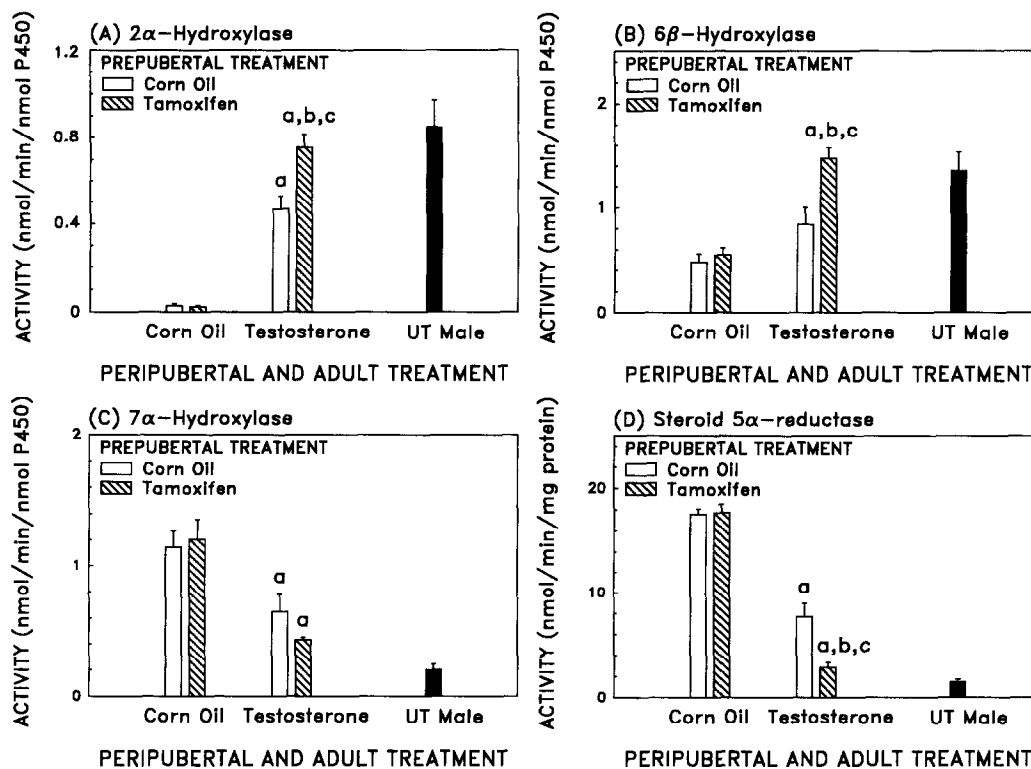 (A) 2α-Hydroxylase
ACTIVITY (nmol/min/nmol P450)
1.2
0.8
0.4
0
PREPUBERTAL TREATMENT
Corn Oil
Tamoxifen
a
a,b,c
Corn Oil Testosterone UT Male
PERIPUBERTAL AND ADULT TREATMENT
(B) 6β-Hydroxylase
ACTIVITY (nmol/min/nmol P450)
2
1
0
PREPUBERTAL TREATMENT
Corn Oil
Tamoxifen
a,b,c
Corn Oil Testosterone UT Male
PERIPUBERTAL AND ADULT TREATMENT
(C) 7α-Hydroxylase
ACTIVITY (nmol/min/nmol P450)
2
1
0
PREPUBERTAL TREATMENT
Corn Oil
Tamoxifen
a
a
Corn Oil Testosterone UT Male
PERIPUBERTAL AND ADULT TREATMENT
(D) Steroid 5α-reductase
ACTIVITY (nmol/min/mg protein)
20
10
0
PREPUBERTAL TREATMENT
Corn Oil
Tamoxifen
a
a,b,c
Corn Oil Testosterone UT Male
PERIPUBERTAL AND ADULT TREATMENT